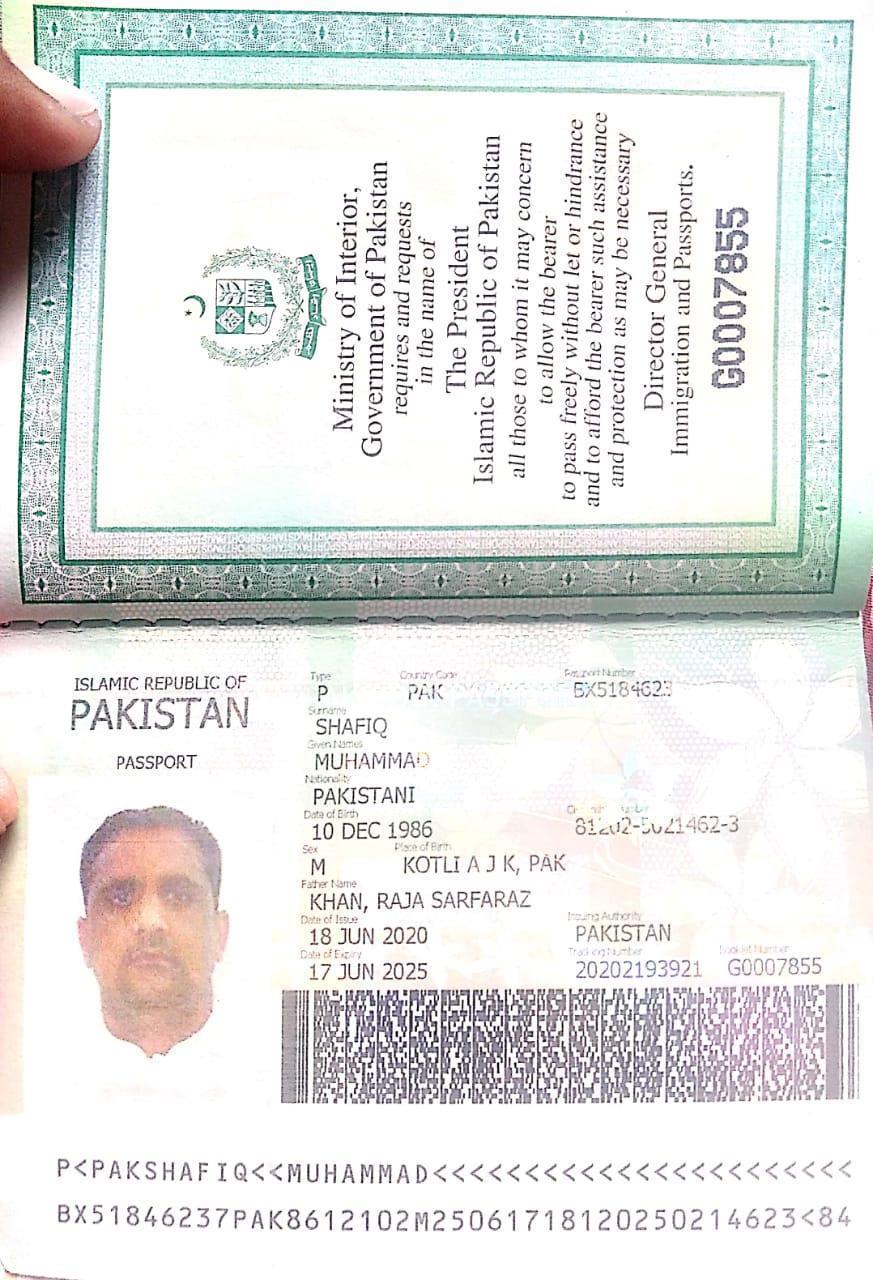 Ministry of Interior,
Government of Pakistan
requires and requests
in the name of
The President
Islamic Republic of Pakistan
all those to whom it may concern
to allow the bearer
to pass freely without let or hindrance
and to afford the bearer such assistance
and protection as may be necessary
Director General
Immigration and Passports.
G0007855
ISLAMIC REPUBLIC OF
PAKISTAN
PASSPORT
Type Country Code Passport Number
P PAK BX5184623
Surname
SHAFIQ
Given Names
MUHAMMAD
Nationality
PAKISTANI
Date of Birth
10 DEC 1986
Sex Place of Birth
M KOTLI A J K, PAK
Father Name
KHAN, RAJA SARFARAZ
Date of Issue Issuing Authority
18 JUN 2020 PAKISTAN
Date of Expiry Tracking Number Booklet Number
17 JUN 2025 20202193921 G0007855
P<PAKSHAFIQ<<MUHAMMAD<<<<<<<<<<<<<<<<<<<<<<<
BX51846237PAK8612102M25061718120250214623<84